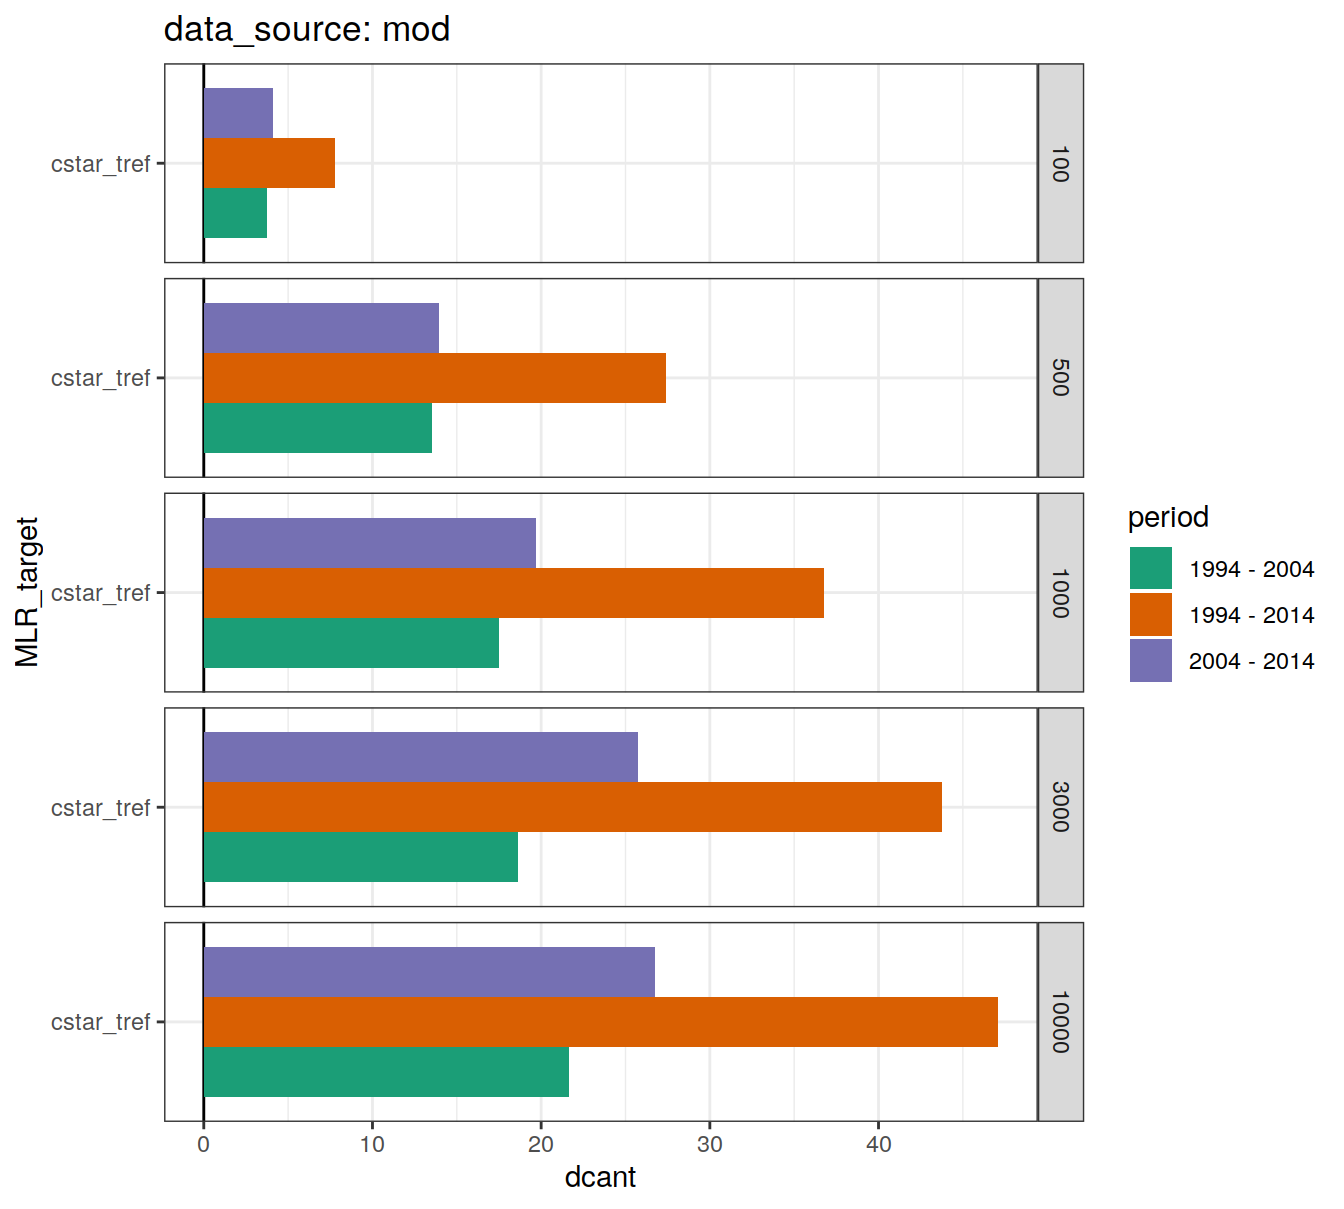 data_source: mod
cstar_tref
100
cstar_tref
500
MLR_target
cstar_tref
1000
cstar_tref
3000
cstar_tref
10000
0 10 20 30 40
dcant
period
1994 - 2004
1994 - 2014
2004 - 2014